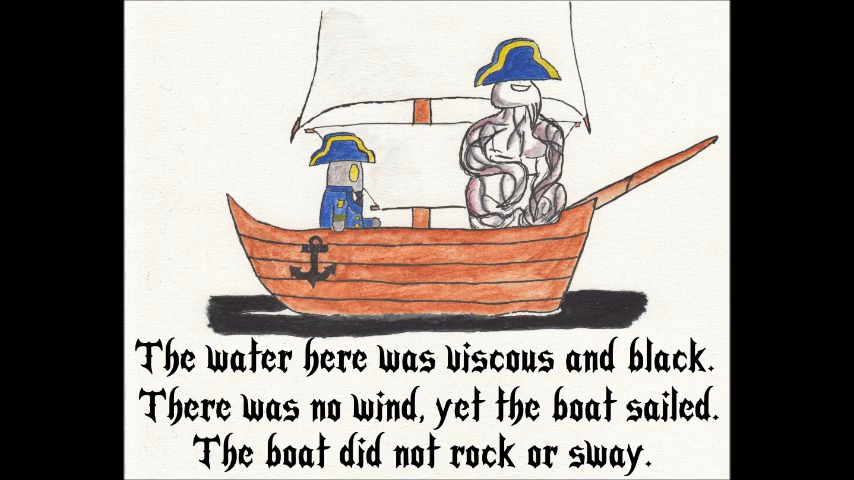 The water here was viscous and black.
There was no wind, yet the boat sailed.
The boat did not rock or sway.